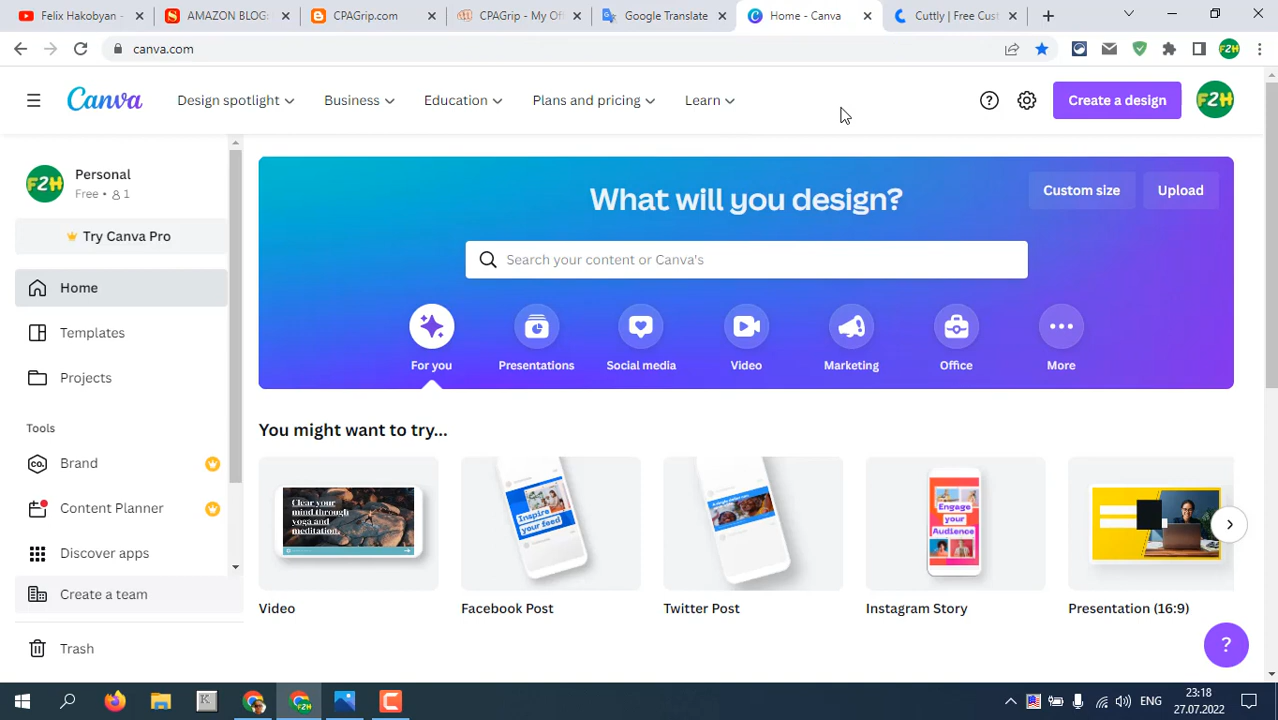 Felix Hakobyan -
AMAZON BLOG:
CPAGrip.com
CPAGrip - My Of
Google Translate
Home - Canva
Cuttly | Free Cust
canva.com
F2H
Canva
Design spotlight
Business
Education
Plans and pricing
Learn
Create a design
F2H
F2H
Personal
Free • 1
Try Canva Pro
Home
Templates
Projects
Tools
Brand
Content Planner
Discover apps
Create a team
Trash
What will you design?
Custom size
Upload
Search your content or Canva's
For you
Presentations
Social media
Video
Marketing
Office
More
You might want to try...
Clear your
mind through
yoga and
meditation.
Inspire
your feed
Engage
your
Audience
Video
Facebook Post
Twitter Post
Instagram Story
Presentation (16:9)
?
F2H
ENG
23:18
27.07.2022